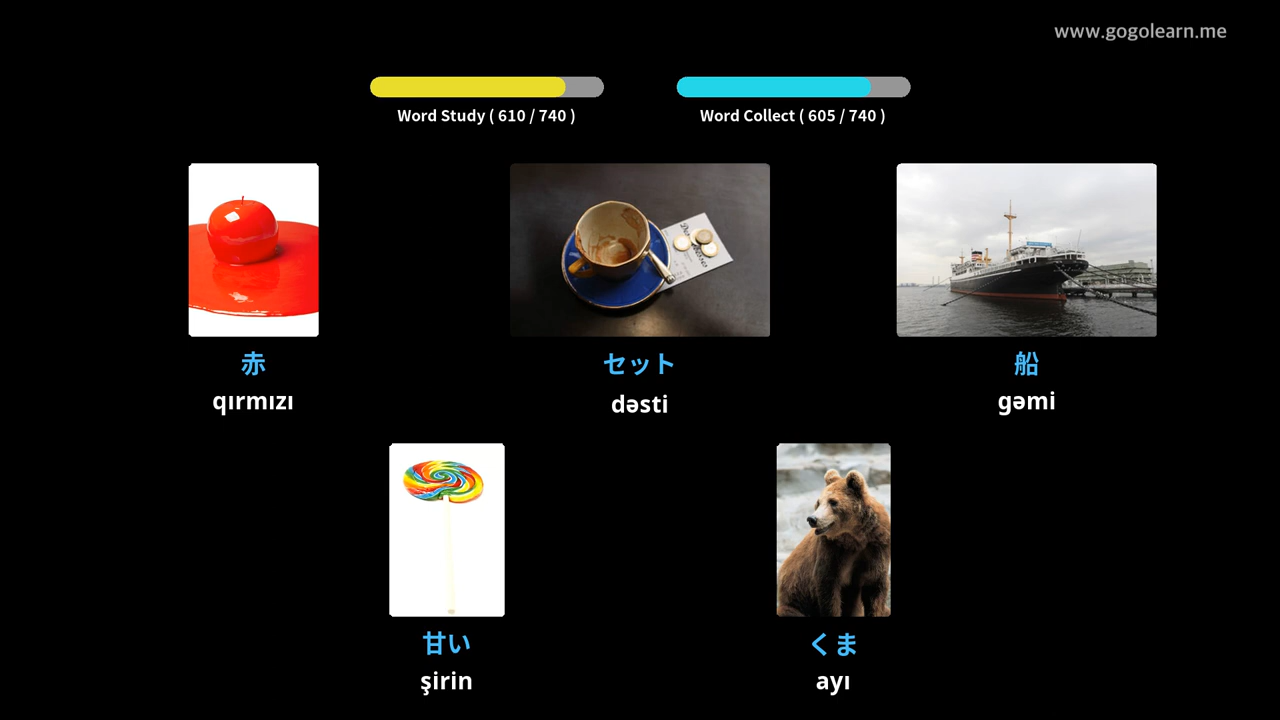 www.gogolearn.me
Word Study ( 610 / 740 )
Word Collect ( 605 / 740 )
赤
qırmızı
セット
dəsti
船
gəmi
甘い
şirin
くま
ayı